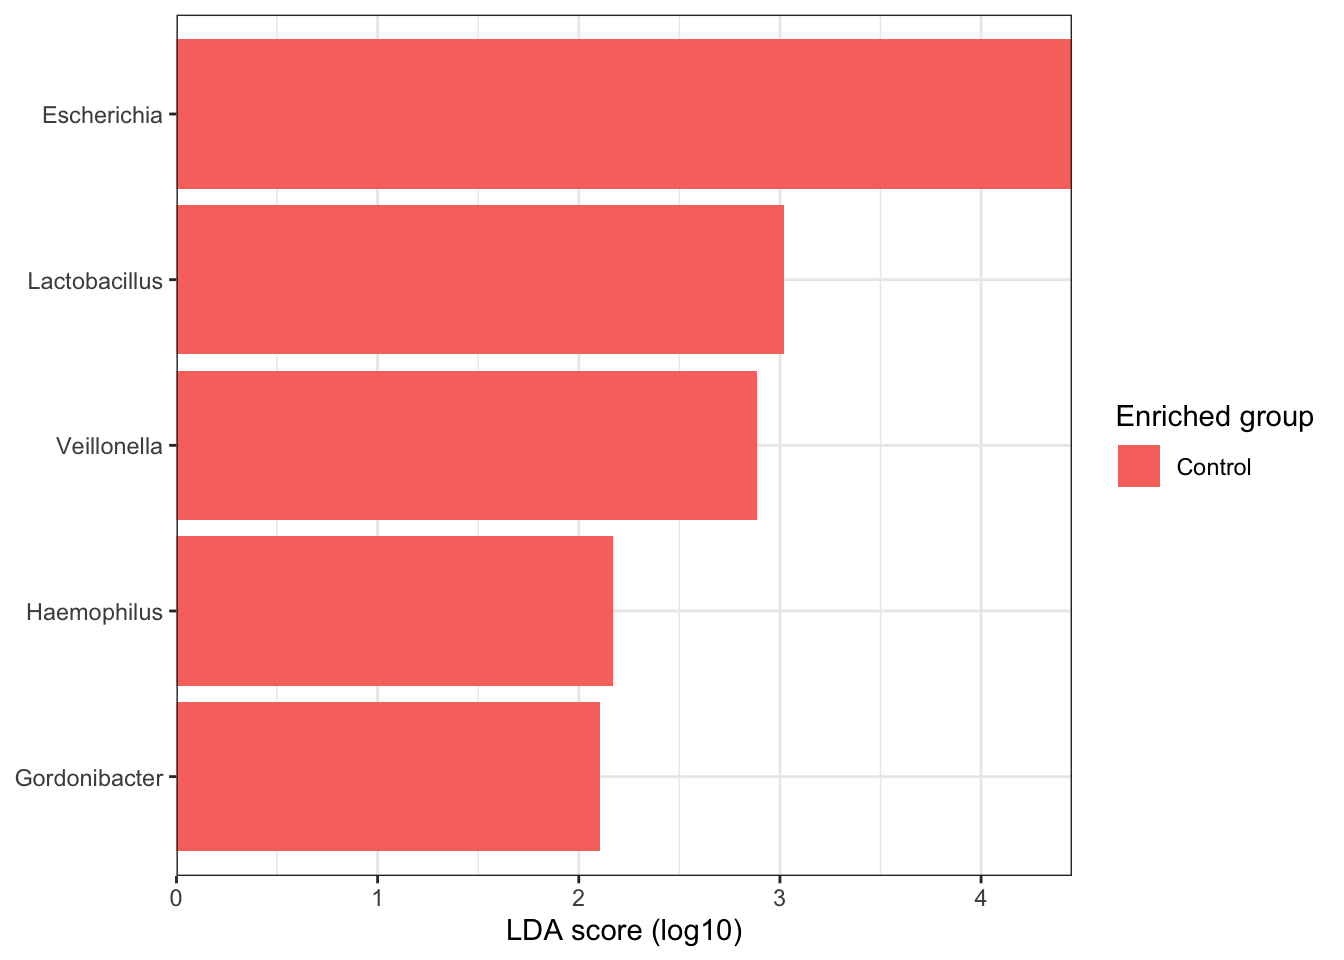 Escherichia
Lactobacillus
Veillonella
Haemophilus
Gordonibacter
0 1 2 3 4
LDA score (log10)
Enriched group
Control